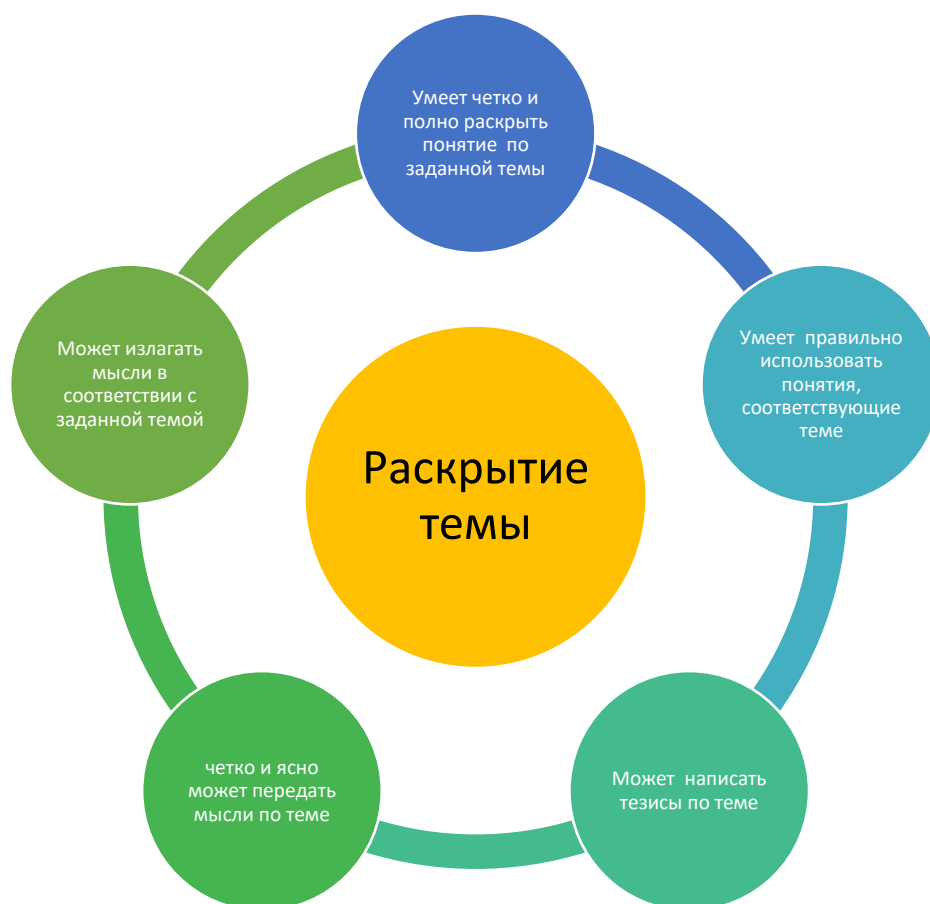 Умеет четко и
полно раскрыть
понятие по
заданной темы
Умеет правильно
использовать
понятия,
соответствующие
теме
Может написать
тезисы по теме
четко и ясно
может передать
мысли по теме
Может излагать
мысли в
соответствии с
заданной темой
Раскрытие
темы